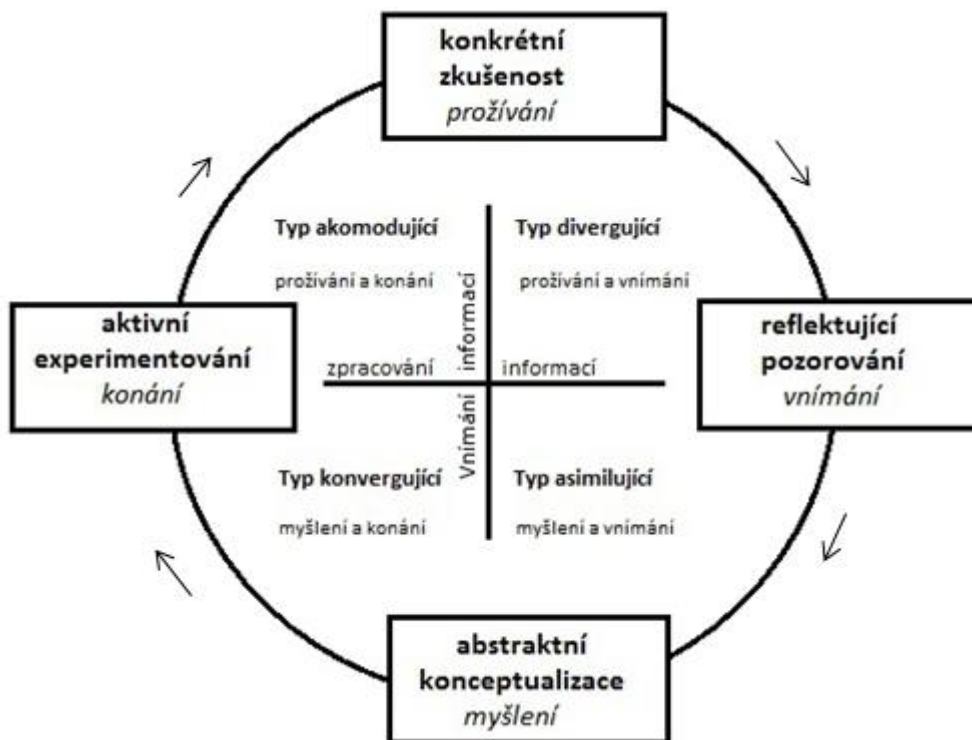 konkrétní
zkušenost
prožívání
Typ akomodující
prožívání a konání
Typ divergující
prožívání a vnímání
aktivní
experimentování
konání
reflektující
pozorování
vnímání
zpracování informací
Vnímání informací
Typ konvergující
myšlení a konání
Typ asimilující
myšlení a vnímání
abstraktní
konceptualizace
myšlení